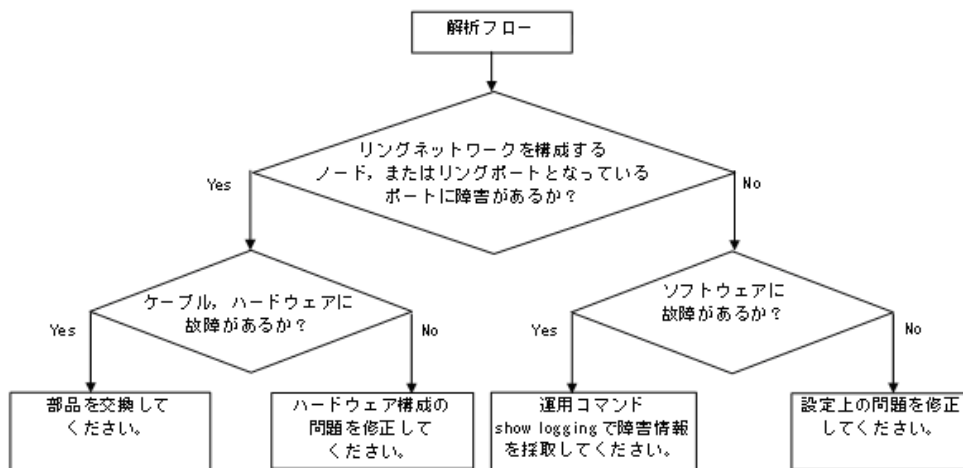 解析フロー
リングネットワークを構成する
ノード，またはリングポートとなっている
ポートに障害があるか？
Yes
No
ケーブル，ハードウェアに
故障があるか？
Yes
No
ソフトウェアに
故障があるか？
Yes
No
部品を交換して
ください。
ハードウェア構成の
問題を修正して
ください。
運用コマンド
show loggingで障害情報
を採取してください。
設定上の問題を修正
してください。